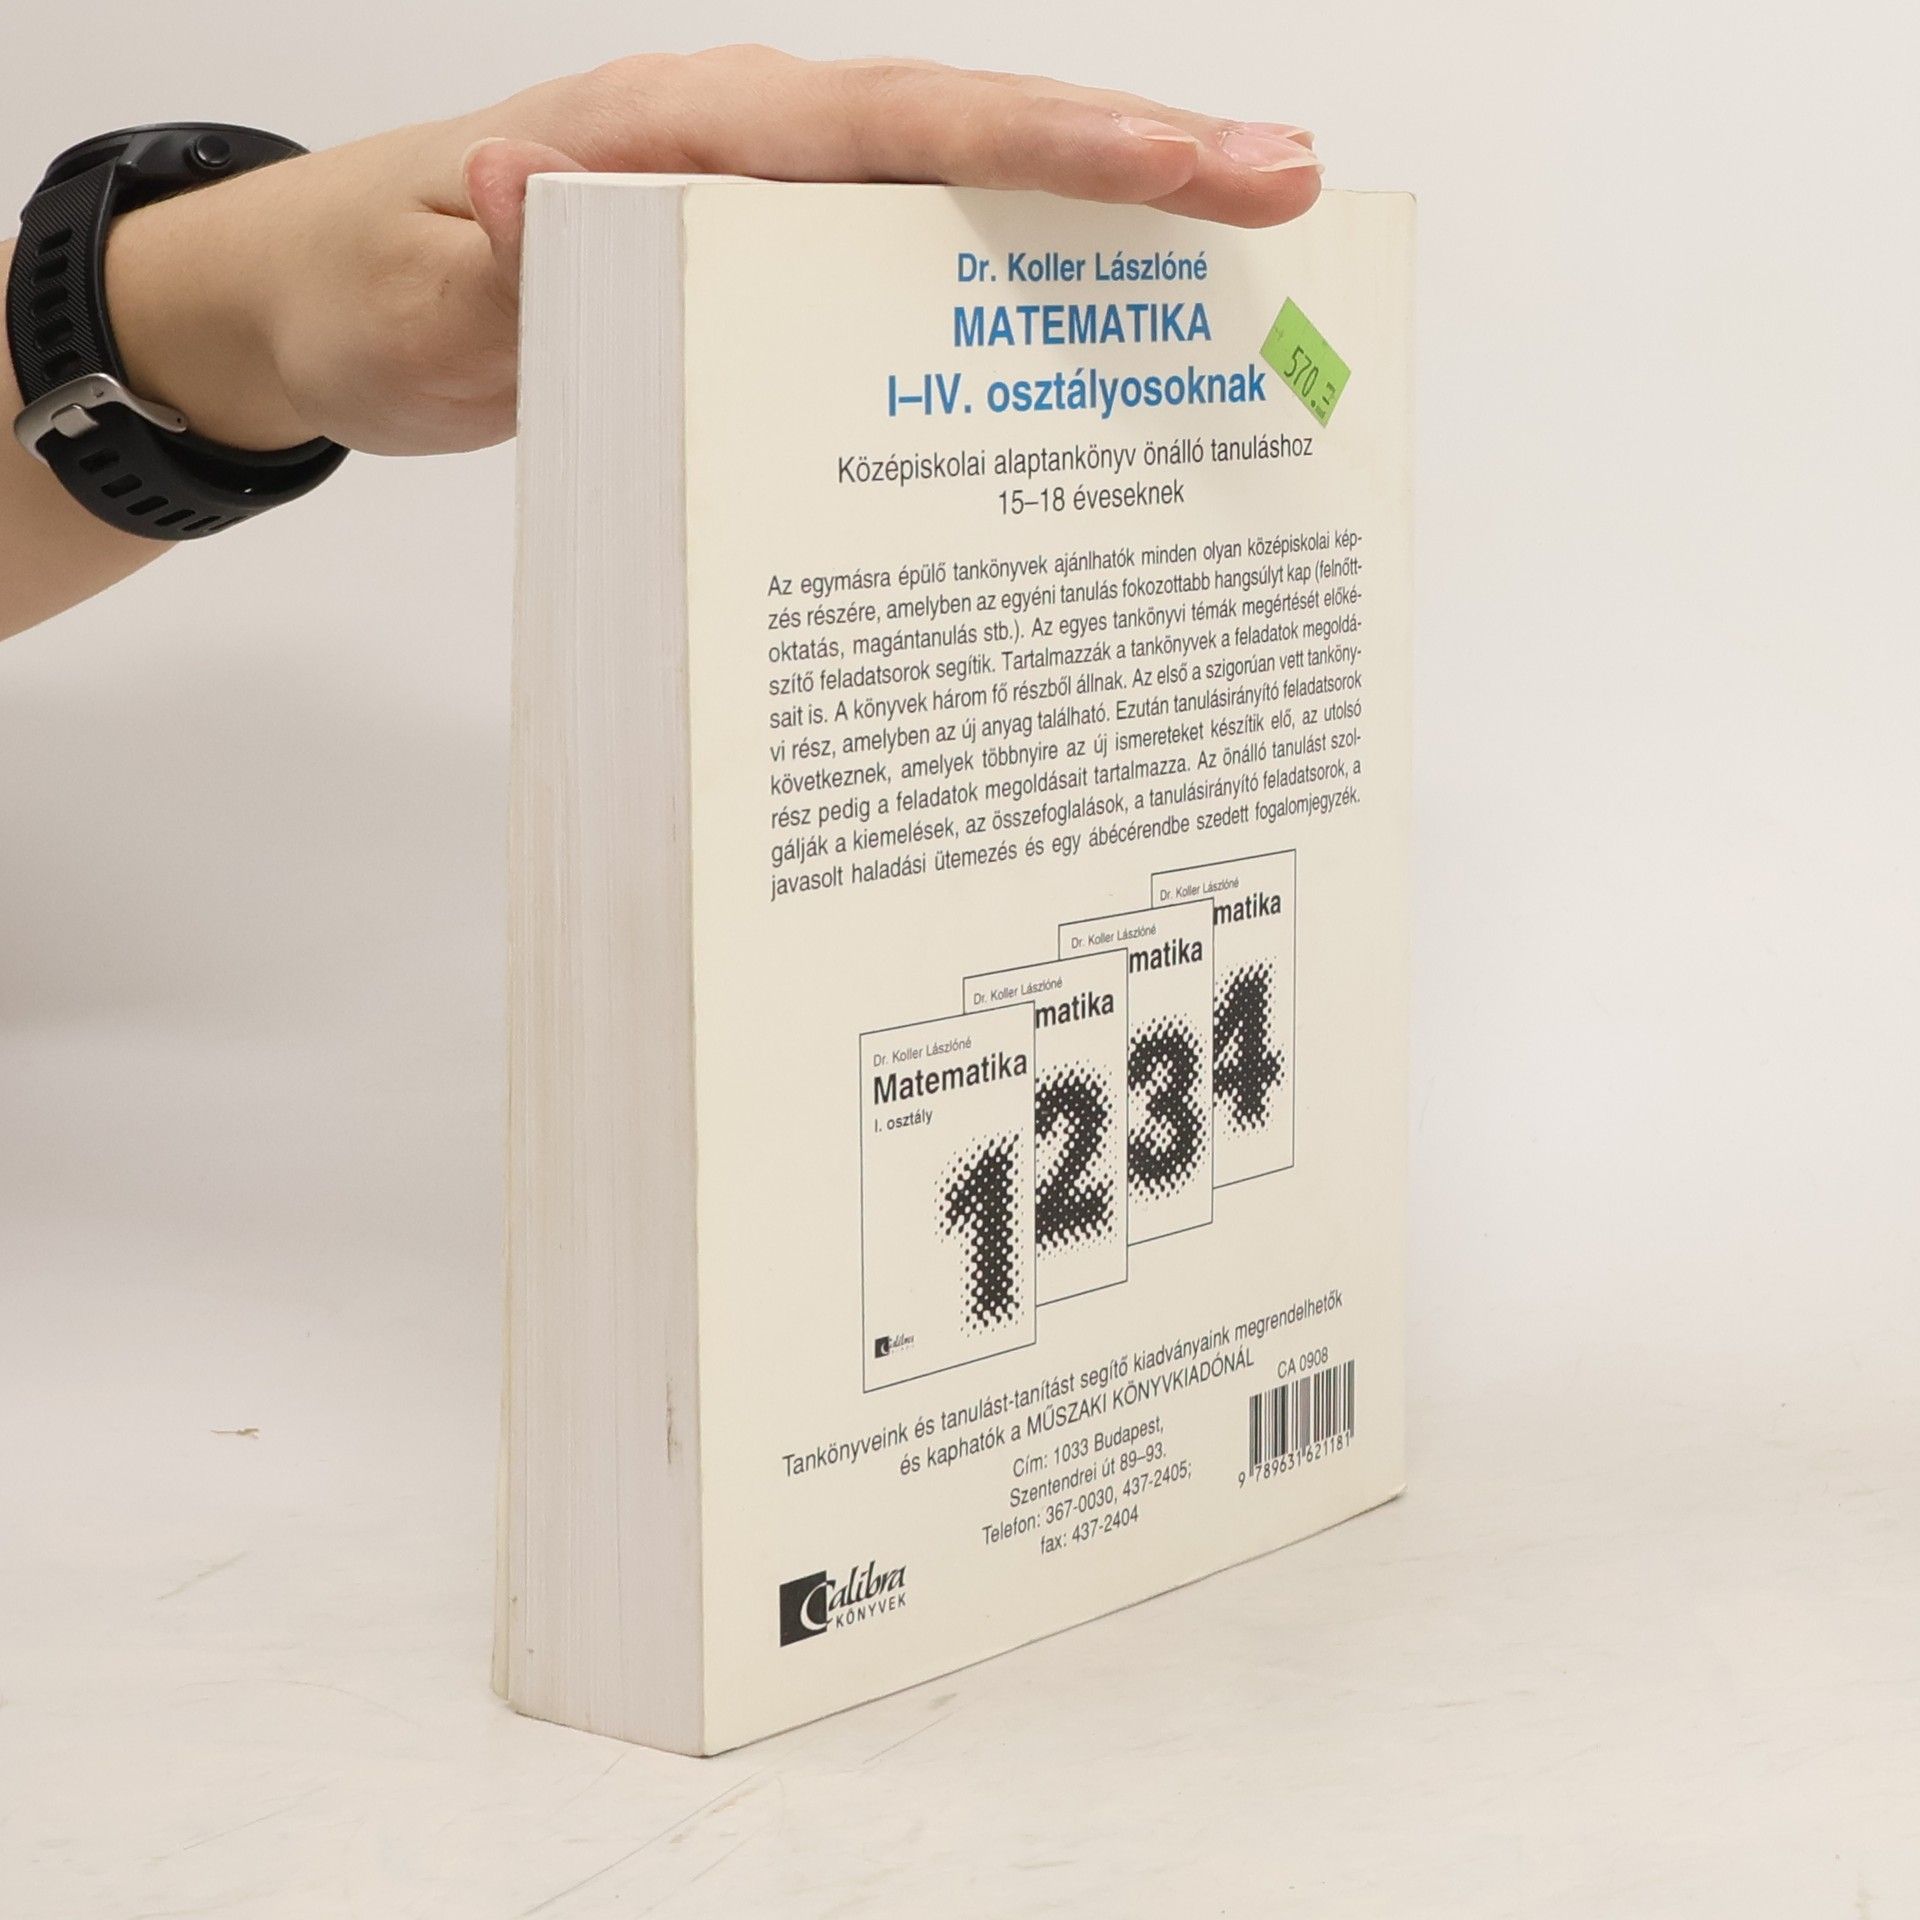 Dr. Koller Lászlóné
MATEMATIKA
I–IV. osztályosoknak
570.=
Középiskolai alaptankönyv önálló tanuláshoz
15–18 éveseknek
Az egymásra épülő tankönyvek ajánlhatók minden olyan középiskolai kép-
zés részére, amelyben az egyéni tanulás fokozottabb hangsúlyt kap (felnőtt-
oktatás, magántanulás stb.). Az egyes tankönyvi témák megértését előké-
szítő feladatsorok segítik. Tartalmazzák a tankönyvek a feladatok megoldá-
sait is. A könyvek három fő részből állnak. Az első a szigorúan vett tanköny-
vi rész, amelyben az új anyag található. Ezután tanulásirányító feladatsorok
következnek, amelyek többnyire az új ismereteket készítik elő, az utolsó
rész pedig a feladatok megoldásait tartalmazza. Az önálló tanulást szol-
gálják a kiemelések, az összefoglalások, a tanulásirányító feladatsorok, a
javasolt haladási ütemezés és egy ábécérendbe szedett fogalomjegyzék.
Dr. Koller Lászlóné
matika
4
Dr. Koller Lászlóné
matika
3
Dr. Koller Lászlóné
matika
2
Dr. Koller Lászlóné
Matematika
I. osztály
1
Calibra
Tankönyveink és tanulást-tanítást segítő kiadványaink megrendelhetők
és kaphatók a MŰSZAKI KÖNYVKIADÓNÁL
Cím: 1033 Budapest,
Szentendrei út 89–93.
Telefon: 367-0030, 437-2405;
fax: 437-2404
CA 0908
9 789631 621181
Calibra
KÖNYVEK